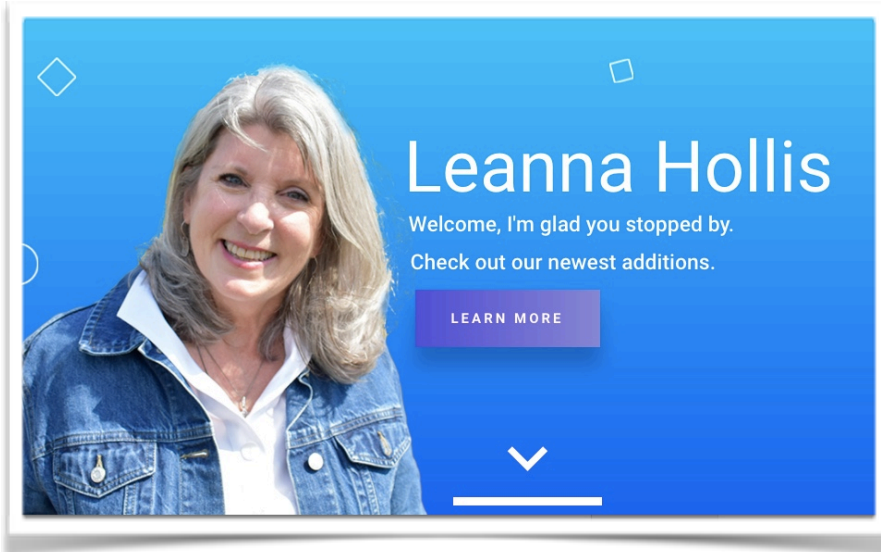 Leanna Hollis
Welcome, I'm glad you stopped by.
Check out our newest additions.
LEARN MORE